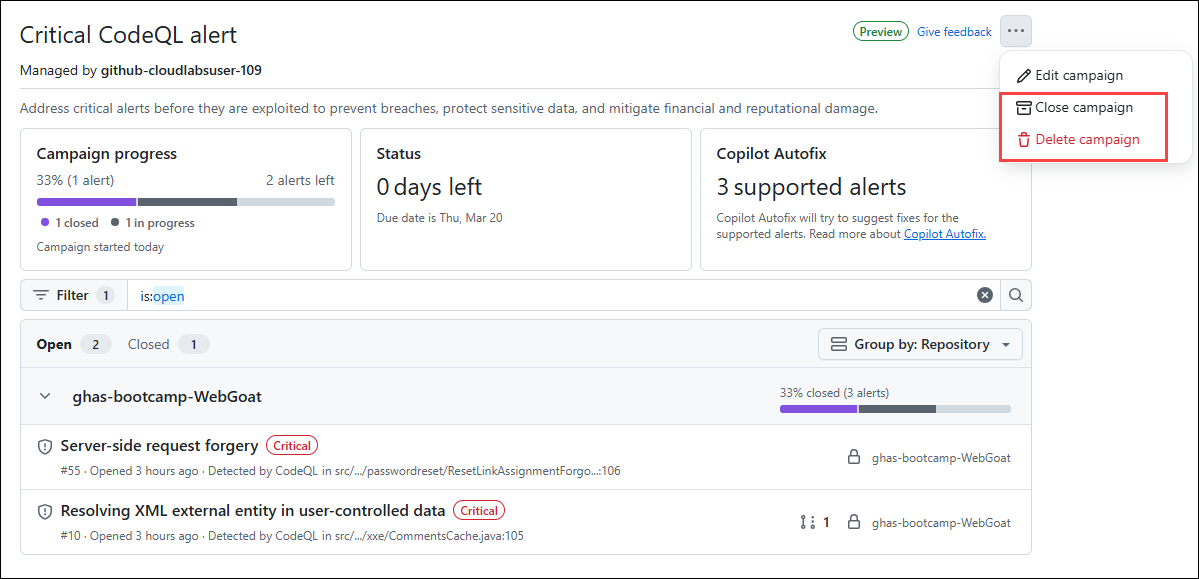 Critical CodeQL alert
Preview Give feedback ···
Managed by github-cloudlabsuser-109
Edit campaign
Close campaign
Delete campaign
Address critical alerts before they are exploited to prevent breaches, protect sensitive data, and mitigate financial and reputational damage.
Campaign progress
33% (1 alert) 2 alerts left
1 closed 1 in progress
Campaign started today
Status
0 days left
Due date is Thu, Mar 20
Copilot Autofix
3 supported alerts
Copilot Autofix will try to suggest fixes for the
supported alerts. Read more about Copilot Autofix.
Filter 1 is:open
Open 2 Closed 1 Group by: Repository
ghas-bootcamp-WebGoat 33% closed (3 alerts)
Server-side request forgery Critical
#55 · Opened 3 hours ago · Detected by CodeQL in src/.../passwordreset/ResetLinkAssignmentForgo...:106
ghas-bootcamp-WebGoat
Resolving XML external entity in user-controlled data Critical
#10 · Opened 3 hours ago · Detected by CodeQL in src/.../xxe/CommentsCache.java:105
1 ghas-bootcamp-WebGoat